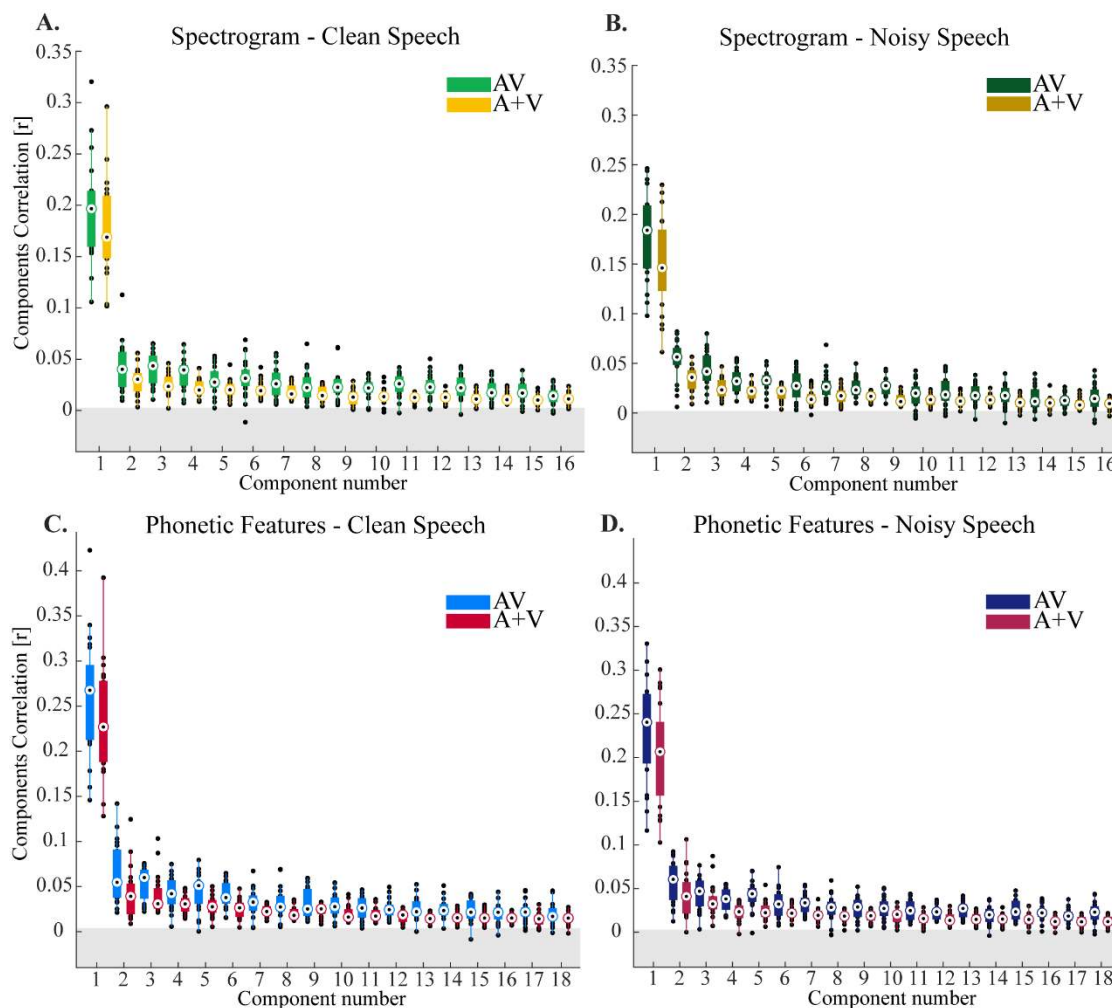 A.
Spectrogram - Clean Speech
0.35
0.3
0.25
0.2
0.15
0.1
0.05
0
Components Correlation [r]
AV
A+V
1 2 3 4 5 6 7 8 9 10 11 12 13 14 15 16
Component number
B.
Spectrogram - Noisy Speech
0.35
0.3
0.25
0.2
0.15
0.1
0.05
0
AV
A+V
1 2 3 4 5 6 7 8 9 10 11 12 13 14 15 16
Component number
C.
Phonetic Features - Clean Speech
0.4
0.35
0.3
0.25
0.2
0.15
0.1
0.05
0
Components Correlation [r]
AV
A+V
1 2 3 4 5 6 7 8 9 10 11 12 13 14 15 16 17 18
Component number
D.
Phonetic Features - Noisy Speech
0.4
0.35
0.3
0.25
0.2
0.15
0.1
0.05
0
AV
A+V
1 2 3 4 5 6 7 8 9 10 11 12 13 14 15 16 17 18
Component number